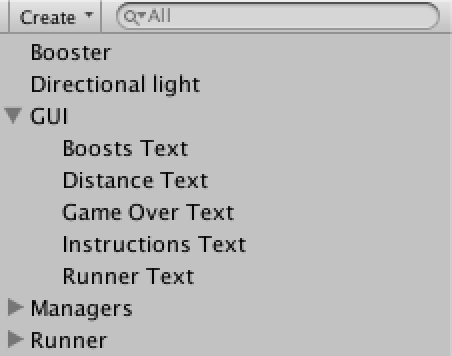 Create All
Booster
Directional light
GUI
Boosts Text
Distance Text
Game Over Text
Instructions Text
Runner Text
Managers
Runner